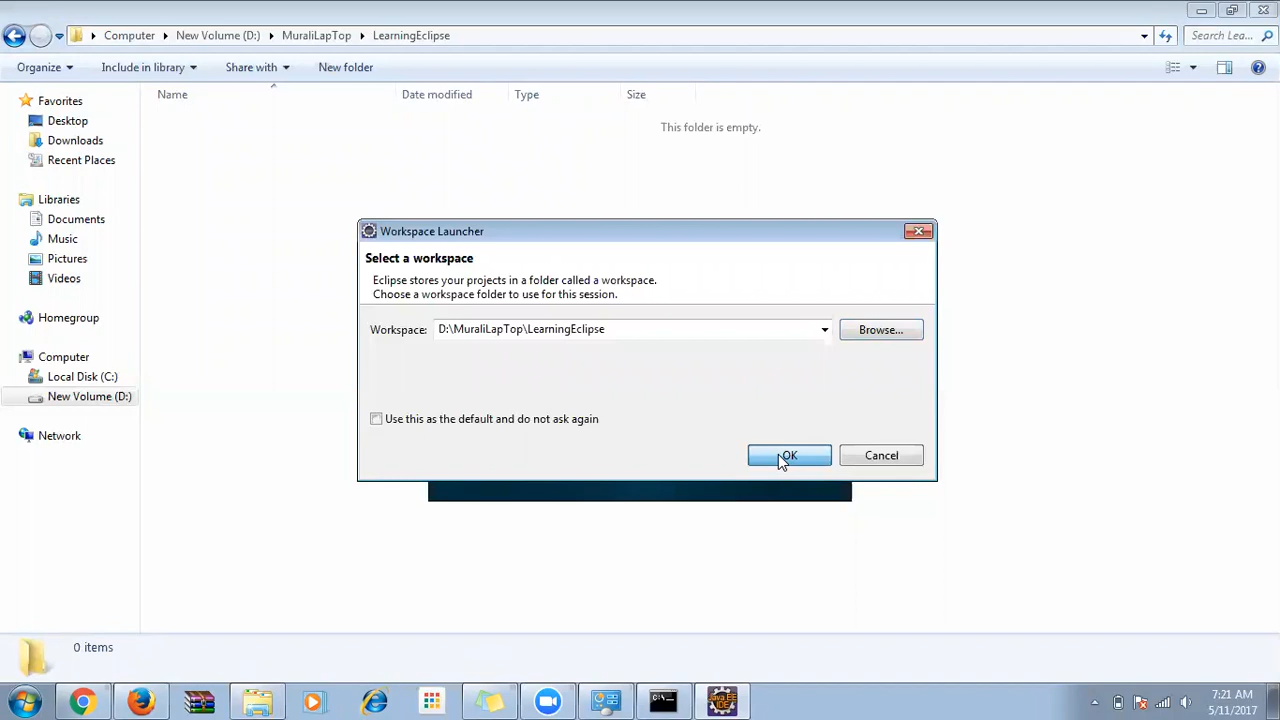 Computer New Volume (D:) MuraliLapTop LearningEclipse Search Lea...
Organize Include in library Share with New folder
Name Date modified Type Size
This folder is empty.
Favorites
Desktop
Downloads
Recent Places
Libraries
Documents
Music
Pictures
Videos
Homegroup
Computer
Local Disk (C:)
New Volume (D:)
Network
Workspace Launcher
Select a workspace
Eclipse stores your projects in a folder called a workspace.
Choose a workspace folder to use for this session.
Workspace: D:\MuraliLapTop\LearningEclipse Browse...
Use this as the default and do not ask again
OK Cancel
0 items
Java EE
IDE
C:\
7:21 AM
5/11/2017